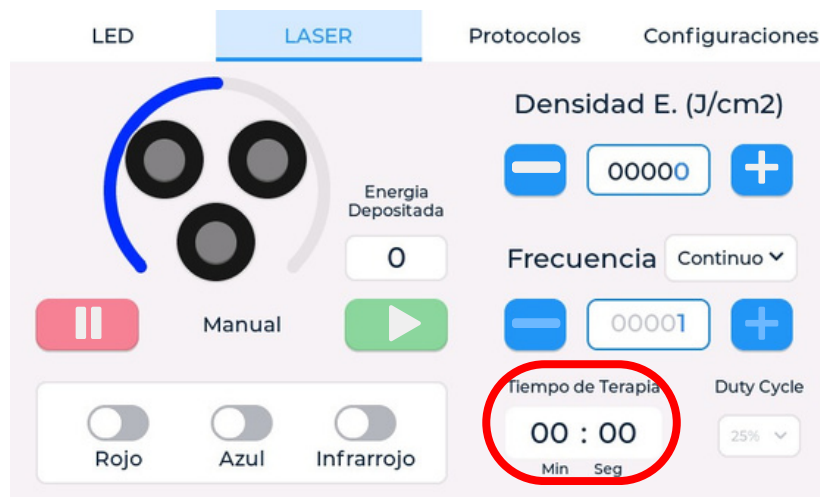 LED LASER Protocolos Configuraciones
Densidad E. (J/cm2)
00000
Energia
Depositada
0
Frecuencia Continuo
Manual
00001
Tiempo de Terapia Duty Cycle
00 : 00 25%
Min Seg
Rojo Azul Infrarrojo